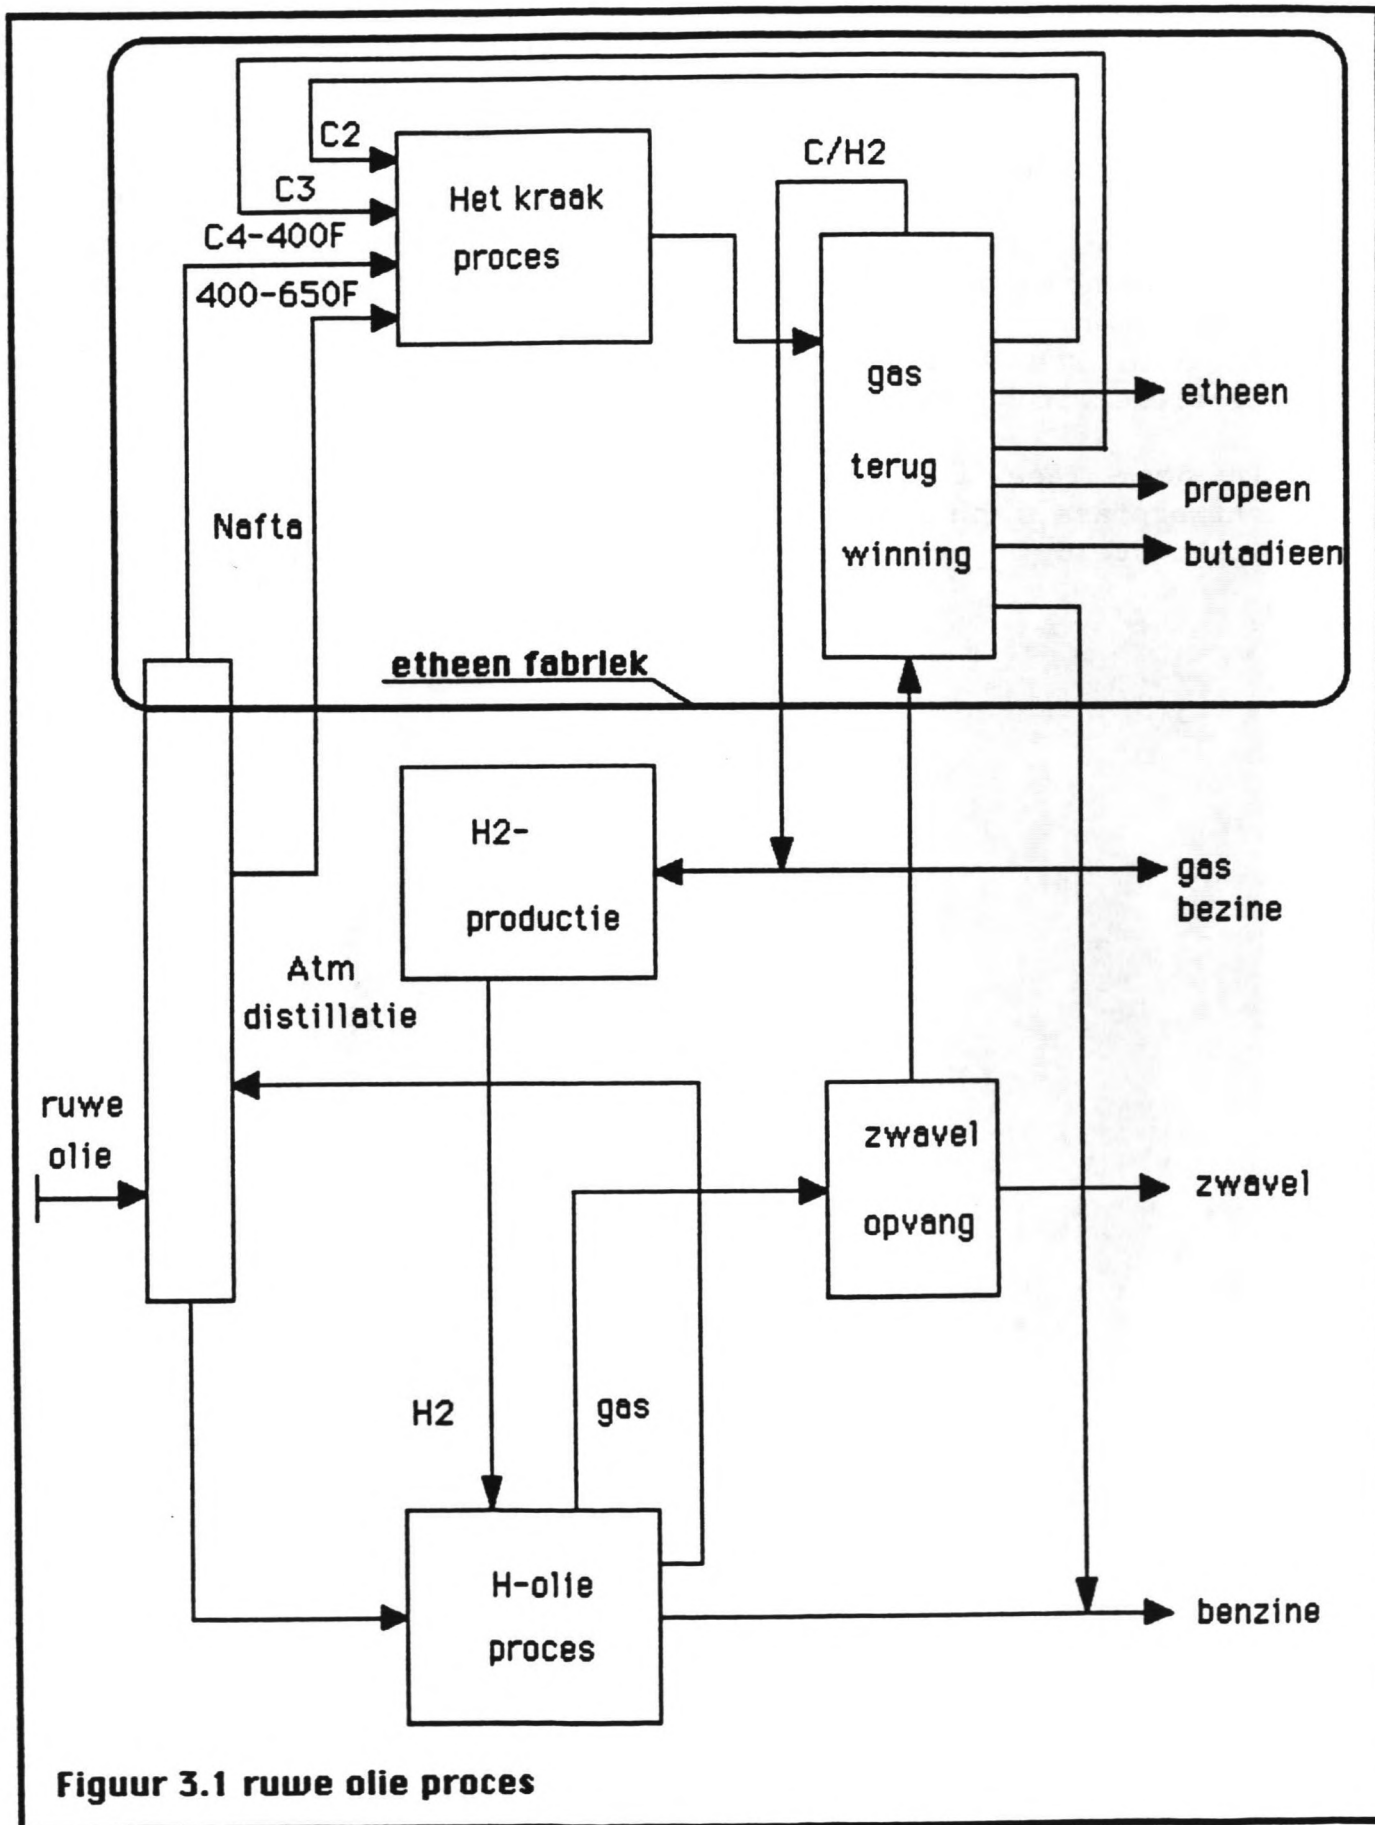 C2
C/H2
C3
Het kraak
proces
C4-400F
400-650F
gas
terug
winning
etheen
propeen
butadieen
Nafta
etheen fabriek
H2-
productie
gas
bezine
Atm
distillatie
ruwe
olie
zwavel
opvang
zwavel
H2
gas
H-olie
proces
benzine
Figuur 3.1 ruwe olie proces